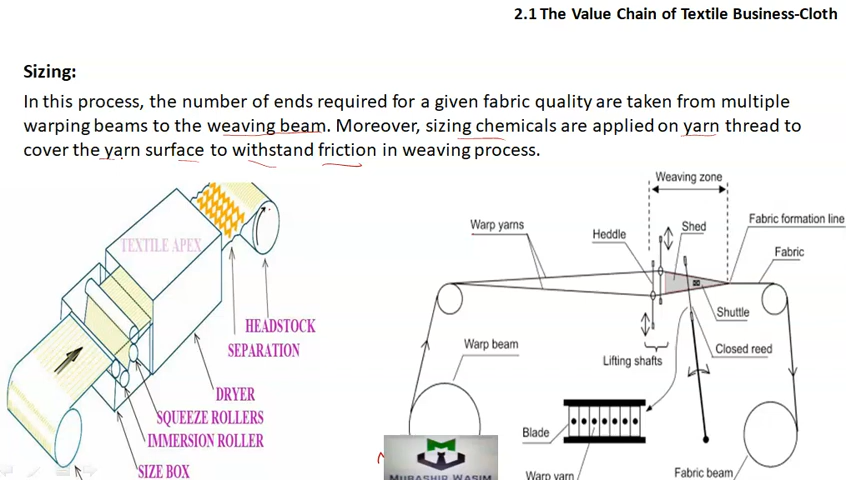 2.1 The Value Chain of Textile Business-Cloth
Sizing:
In this process, the number of ends required for a given fabric quality are taken from multiple
warping beams to the weaving beam. Moreover, sizing chemicals are applied on yarn thread to
cover the yarn surface to withstand friction in weaving process.
TEXTILE APEX
HEADSTOCK
SEPARATION
DRYER
SQUEEZE ROLLERS
IMMERSION ROLLER
SIZE BOX
Weaving zone
Warp yarns
Heddle
Shed
Fabric formation line
Fabric
Shuttle
Closed reed
Lifting shafts
Warp beam
Blade
Warp yarn
Fabric beam
MUBASHIR WASIM